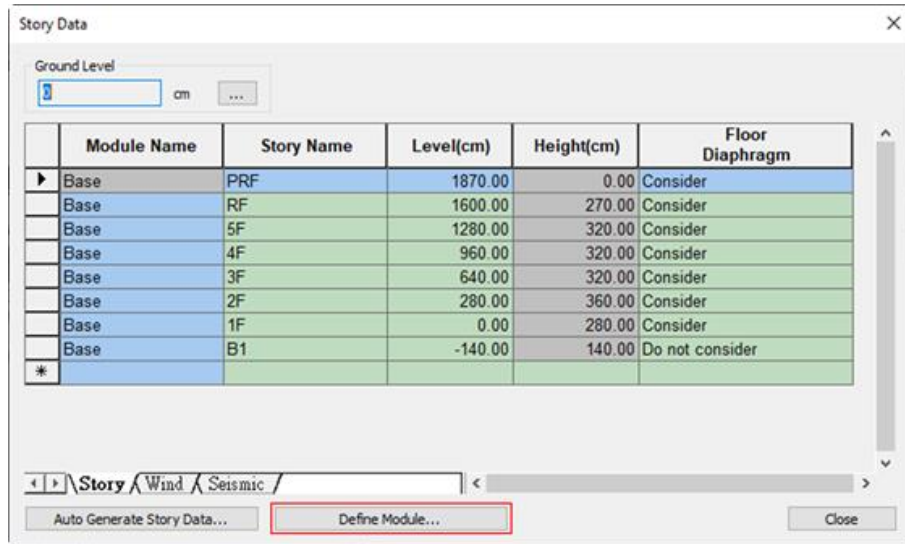 Story Data
Ground Level
0 cm ...
Module Name Story Name Level(cm) Height(cm) Floor Diaphragm
Base PRF 1870.00 0.00 Consider
Base RF 1600.00 270.00 Consider
Base 5F 1280.00 320.00 Consider
Base 4F 960.00 320.00 Consider
Base 3F 640.00 320.00 Consider
Base 2F 280.00 360.00 Consider
Base 1F 0.00 280.00 Consider
Base B1 -140.00 140.00 Do not consider
Story Wind Seismic
Auto Generate Story Data... Define Module... Close